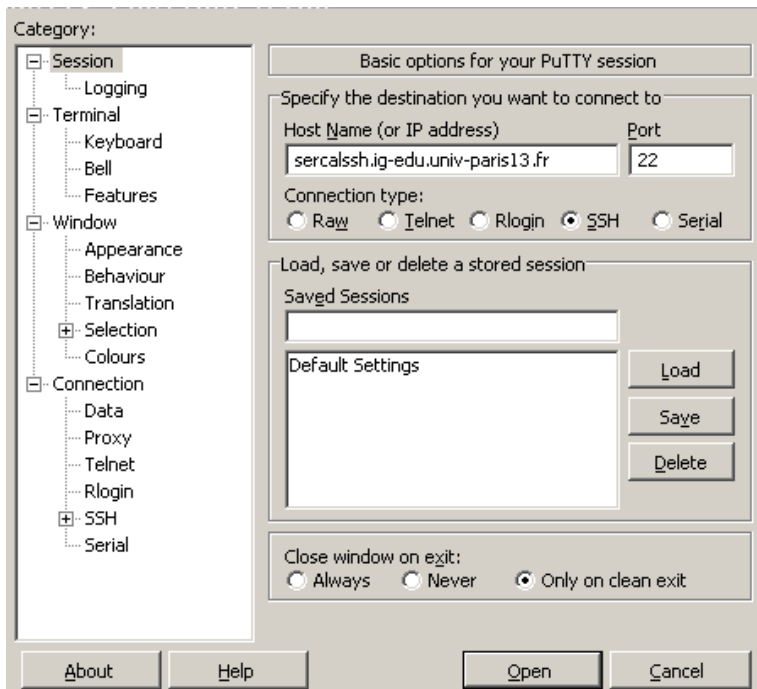 Category:
Session
Logging
Terminal
Keyboard
Bell
Features
Window
Appearance
Behaviour
Translation
Selection
Colours
Connection
Data
Proxy
Telnet
Rlogin
SSH
Serial
Basic options for your PuTTY session
Specify the destination you want to connect to
Host Name (or IP address) Port
sercalssh.ig-edu.univ-paris13.fr 22
Connection type:
Raw Telnet Rlogin SSH Serial
Load, save or delete a stored session
Saved Sessions
Default Settings
Load
Save
Delete
Close window on exit:
Always Never Only on clean exit
About Help Open Cancel